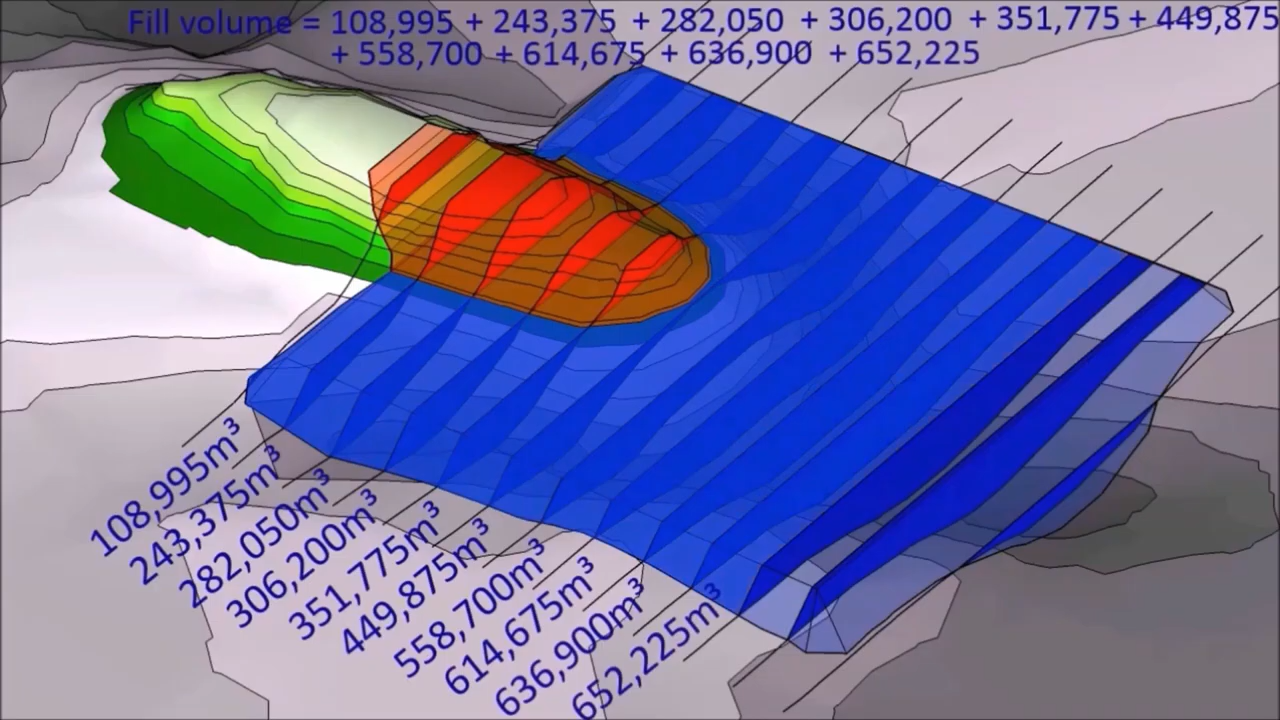 Fill volume = 108,995 + 243,375 + 282,050 + 306,200 + 351,775 + 449,875
+ 558,700 + 614,675 + 636,900 + 652,225
108,995m³
243,375m³
282,050m³
306,200m³
351,775m³
449,875m³
558,700m³
614,675m³
636,900m³
652,225m³